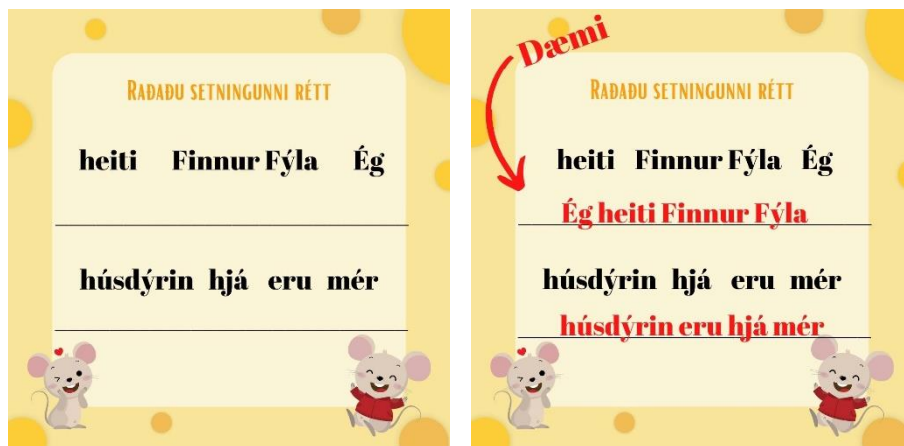 RAÐAÐU SETNINGUNNI RÉTT
heiti Finnur Fýla Ég
húsdýrin hjá eru mér
Dæmi
RAÐAÐU SETNINGUNNI RÉTT
heiti Finnur Fýla Ég
Ég heiti Finnur Fýla
húsdýrin hjá eru mér
húsdýrin eru hjá mér